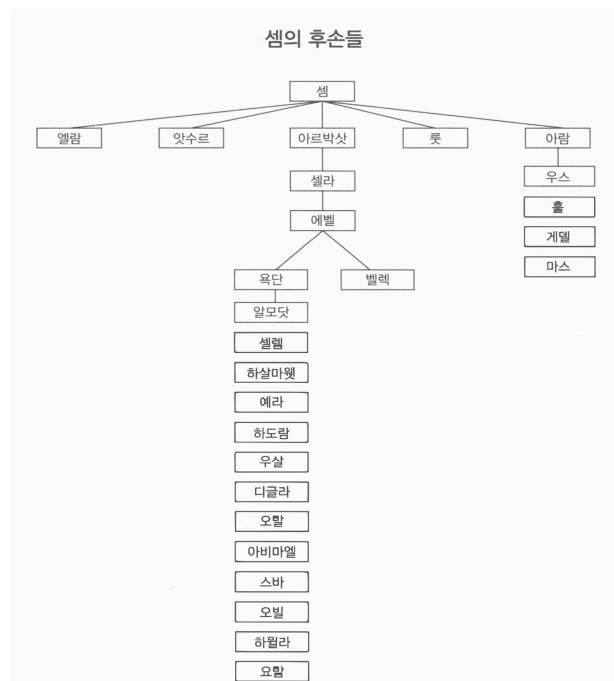 셈의 후손들
셈
엘람 앗수르 아르박삿 룻 아람
셀라 우스
훌
에벨
게델
마스
욕단 벨렉
알모닷
셀렢
하살마웻
예라
하도람
우살
디글라
오발
아비마엘
스바
오빌
하윌라
요밥